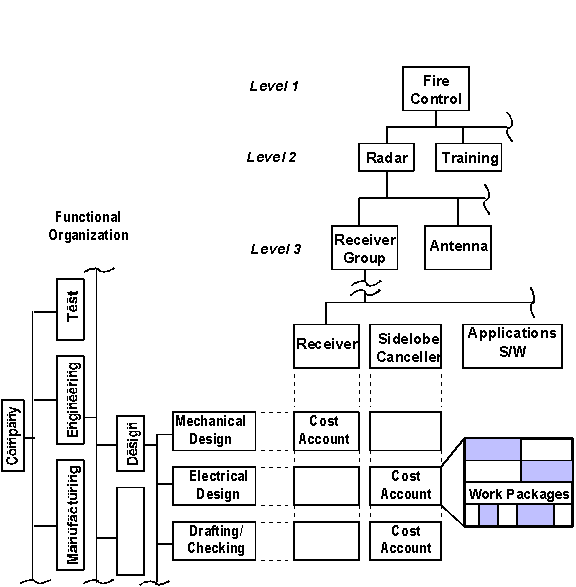 Level 1
Fire
Control
Level 2
Radar
Training
Functional
Organization
Level 3
Receiver
Group
Antenna
Test
Receiver
Sidelobe
Canceller
Applications
S/W
Company
Engineering
Design
Mechanical
Design
Cost
Account
Manufacturing
Electrical
Design
Cost
Account
Work Packages
Drafting/
Checking
Cost
Account